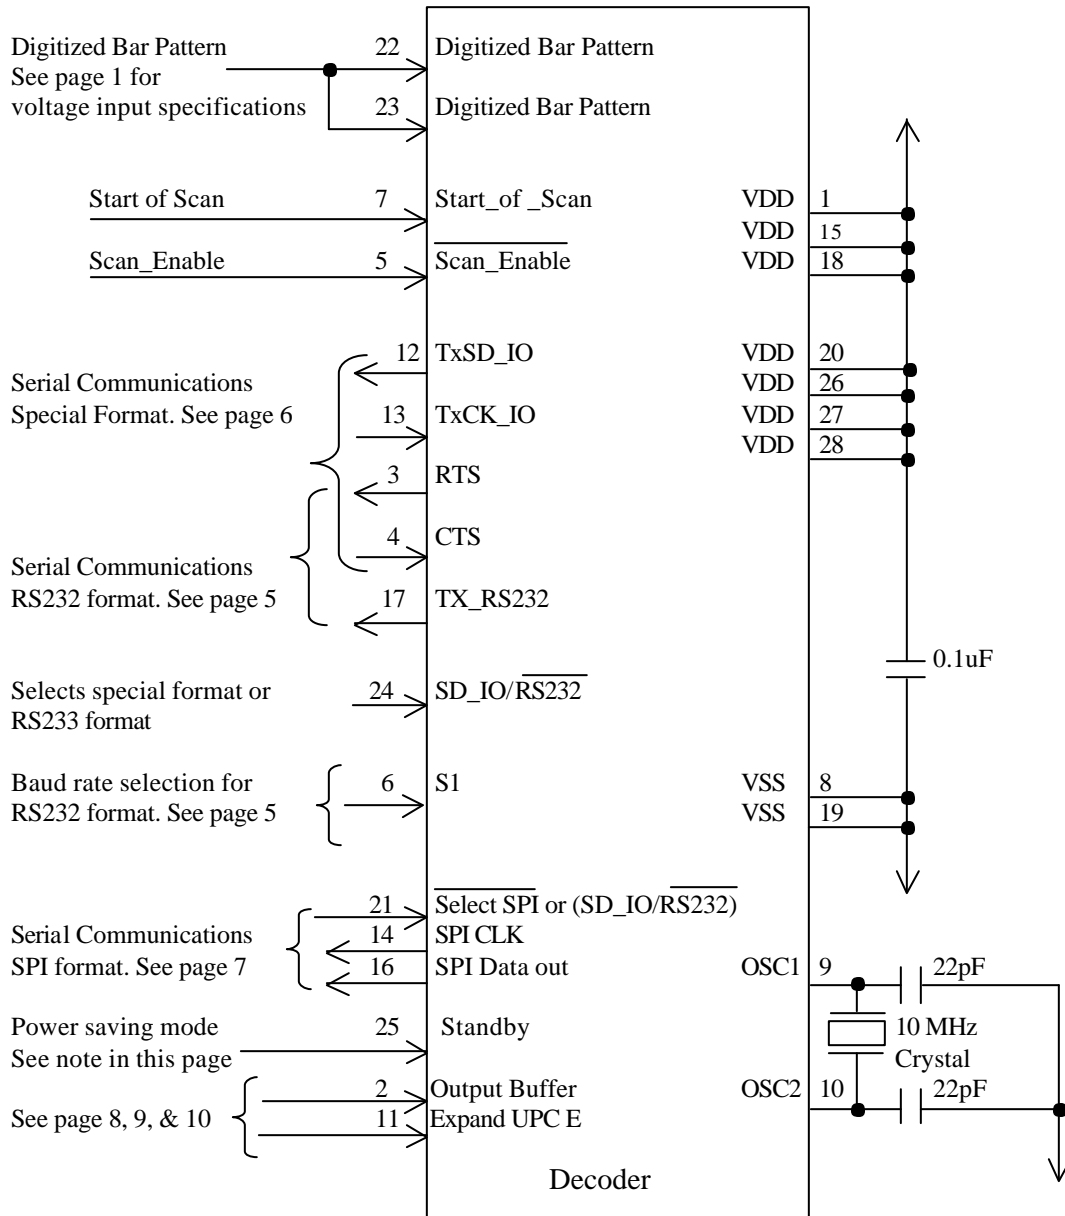 Digitized Bar Pattern
See page 1 for
voltage input specifications
22
Digitized Bar Pattern
23
Digitized Bar Pattern
Start of Scan
7
Start_of _Scan
Scan_Enable
5
Scan_Enable
VDD 1
VDD 15
VDD 18
12
TxSD_IO
Serial Communications
Special Format. See page 6
13
TxCK_IO
3
RTS
4
CTS
Serial Communications
RS232 format. See page 5
17
TX_RS232
VDD 20
VDD 26
VDD 27
VDD 28
0.1uF
Selects special format or
RS233 format
24
SD_IO/RS232
Baud rate selection for
RS232 format. See page 5
6
S1
VSS 8
VSS 19
21
Select SPI or (SD_IO/RS232)
Serial Communications
SPI format. See page 7
14
SPI CLK
16
SPI Data out
OSC1 9
22pF
10 MHz
Crystal
OSC2 10
22pF
Power saving mode
See note in this page
25
Standby
See page 8, 9, & 10
2
Output Buffer
11
Expand UPC E
Decoder